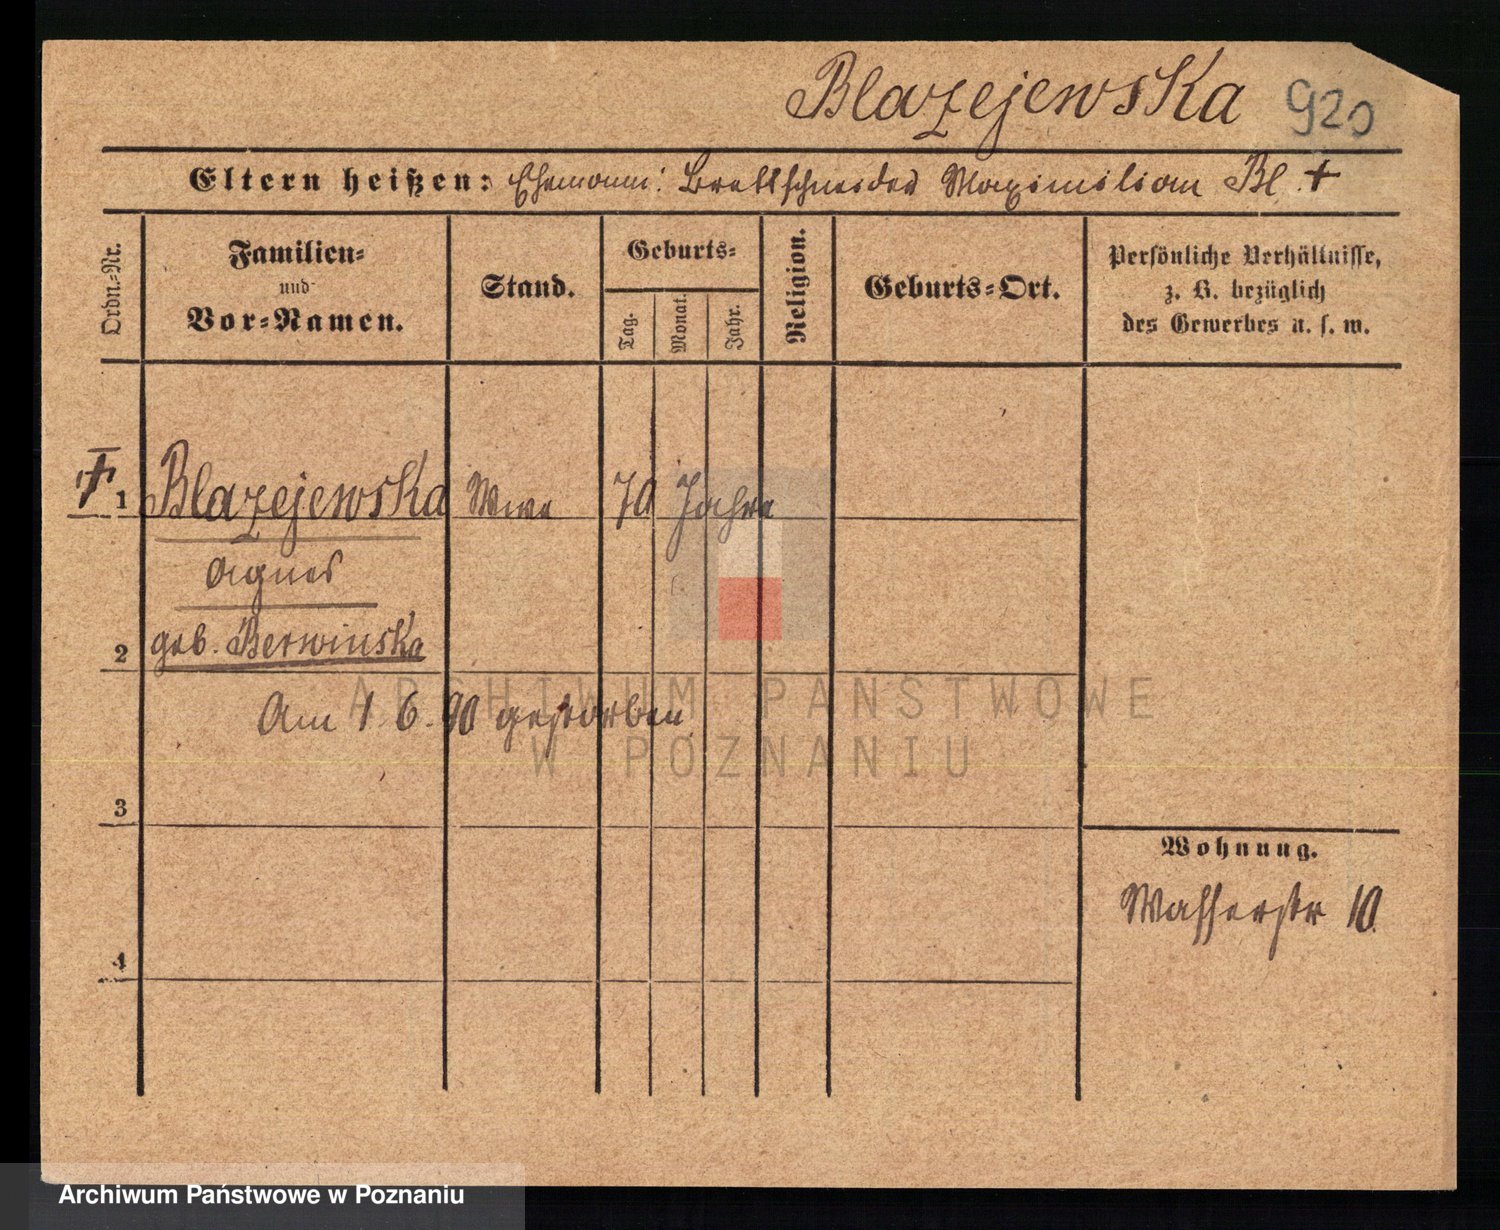 Blazejewska 920
Eltern heißen: Ehemann: Brettschneider Maximilian Bl. +
Ordn.-Nr.
Familien-
und
Vor-Namen.
Stand.
Geburts-
Tag.
Monat.
Jahr.
Religion.
Geburts-Ort.
Persönliche Verhältnisse,
z. B. bezüglich
des Gewerbes u. s. w.
1 Blazejewska Wwe 70 Jahre
Agnes
2 geb. Berwinska
Am 1. 6. 90 gestorben
3
4
Wohnung.
Wasserstr 10.
ARCHIWUM PAŃSTWOWE
W POZNANIU
Archiwum Państwowe w Poznaniu